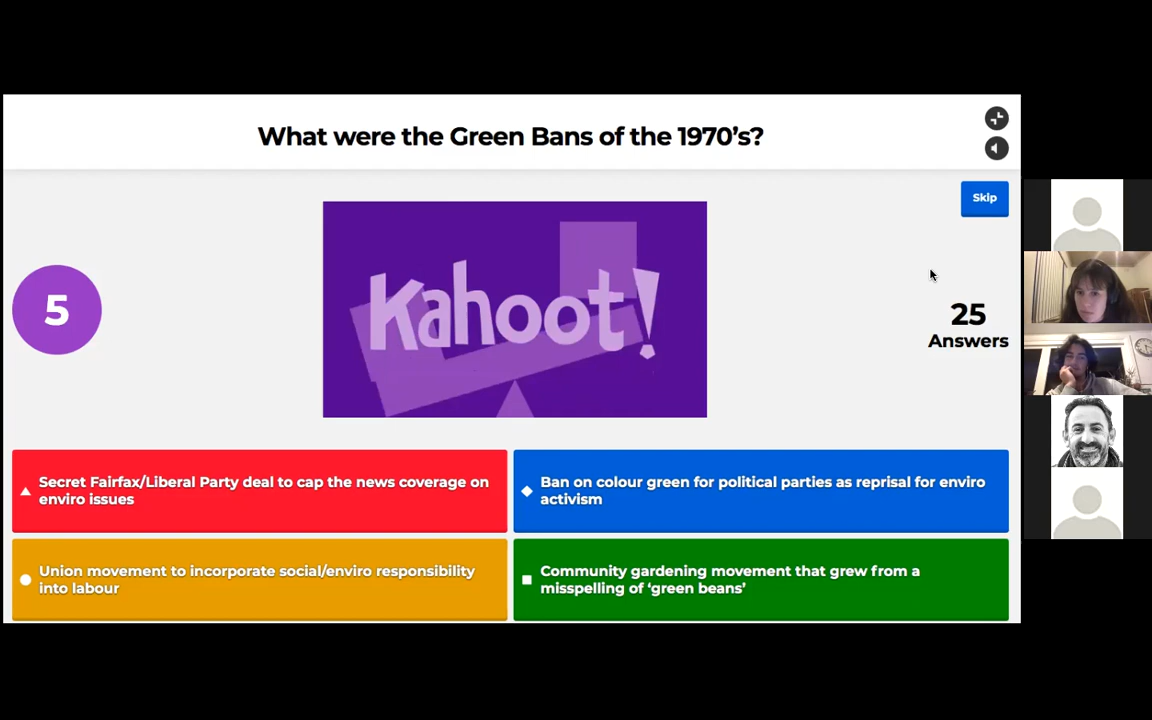 What were the Green Bans of the 1970's?
Skip
Kahoot!
5
25
Answers
Secret Fairfax/Liberal Party deal to cap the news coverage on
enviro issues
Ban on colour green for political parties as reprisal for enviro
activism
Union movement to incorporate social/enviro responsibility
into labour
Community gardening movement that grew from a
misspelling of ‘green beans’